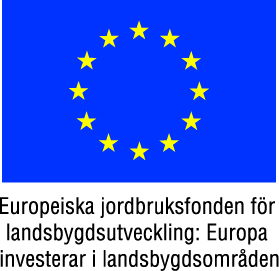 Europeiska jordbruksfonden för
landsbygdsutveckling: Europa
investerar i landsbygdsområden